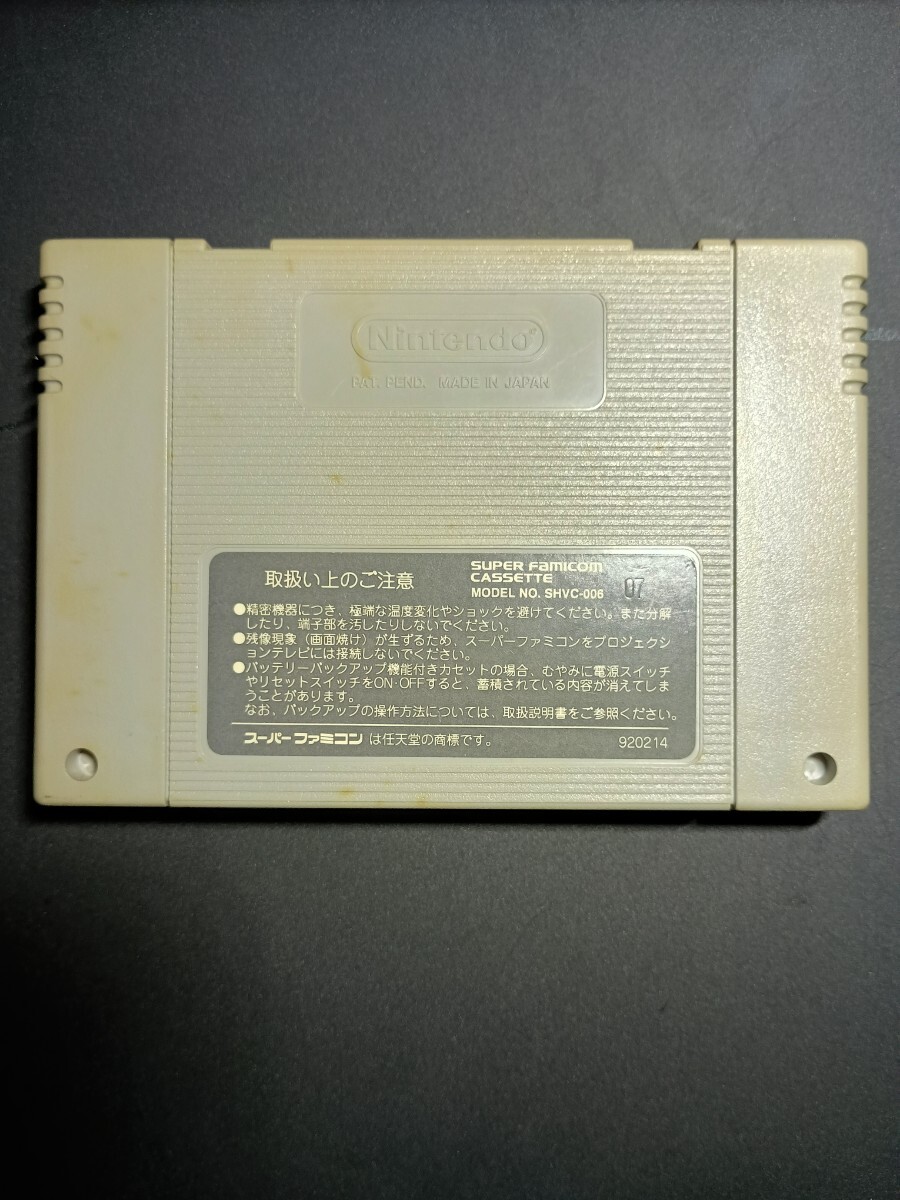 Nintendo®
PAT. PEND. MADE IN JAPAN
取扱い上のご注意
SUPER FAMICOM
CASSETTE
MODEL NO. SHVC-006
07
●精密機器につき、極端な温度変化やショックを避けてください。また分解
したり、端子部を汚したりしないでください。
●残像現象（画面焼け）が生ずるため、スーパーファミコンをプロジェクシ
ョンテレビには接続しないでください。
●バッテリーバックアップ機能付きカセットの場合、むやみに電源スイッチ
やリセットスイッチをON・OFFすると、蓄積されている内容が消えてしま
うことがあります。
なお、バックアップの操作方法については、取扱説明書をご参照ください。
スーパーファミコン は任天堂の商標です。
920214